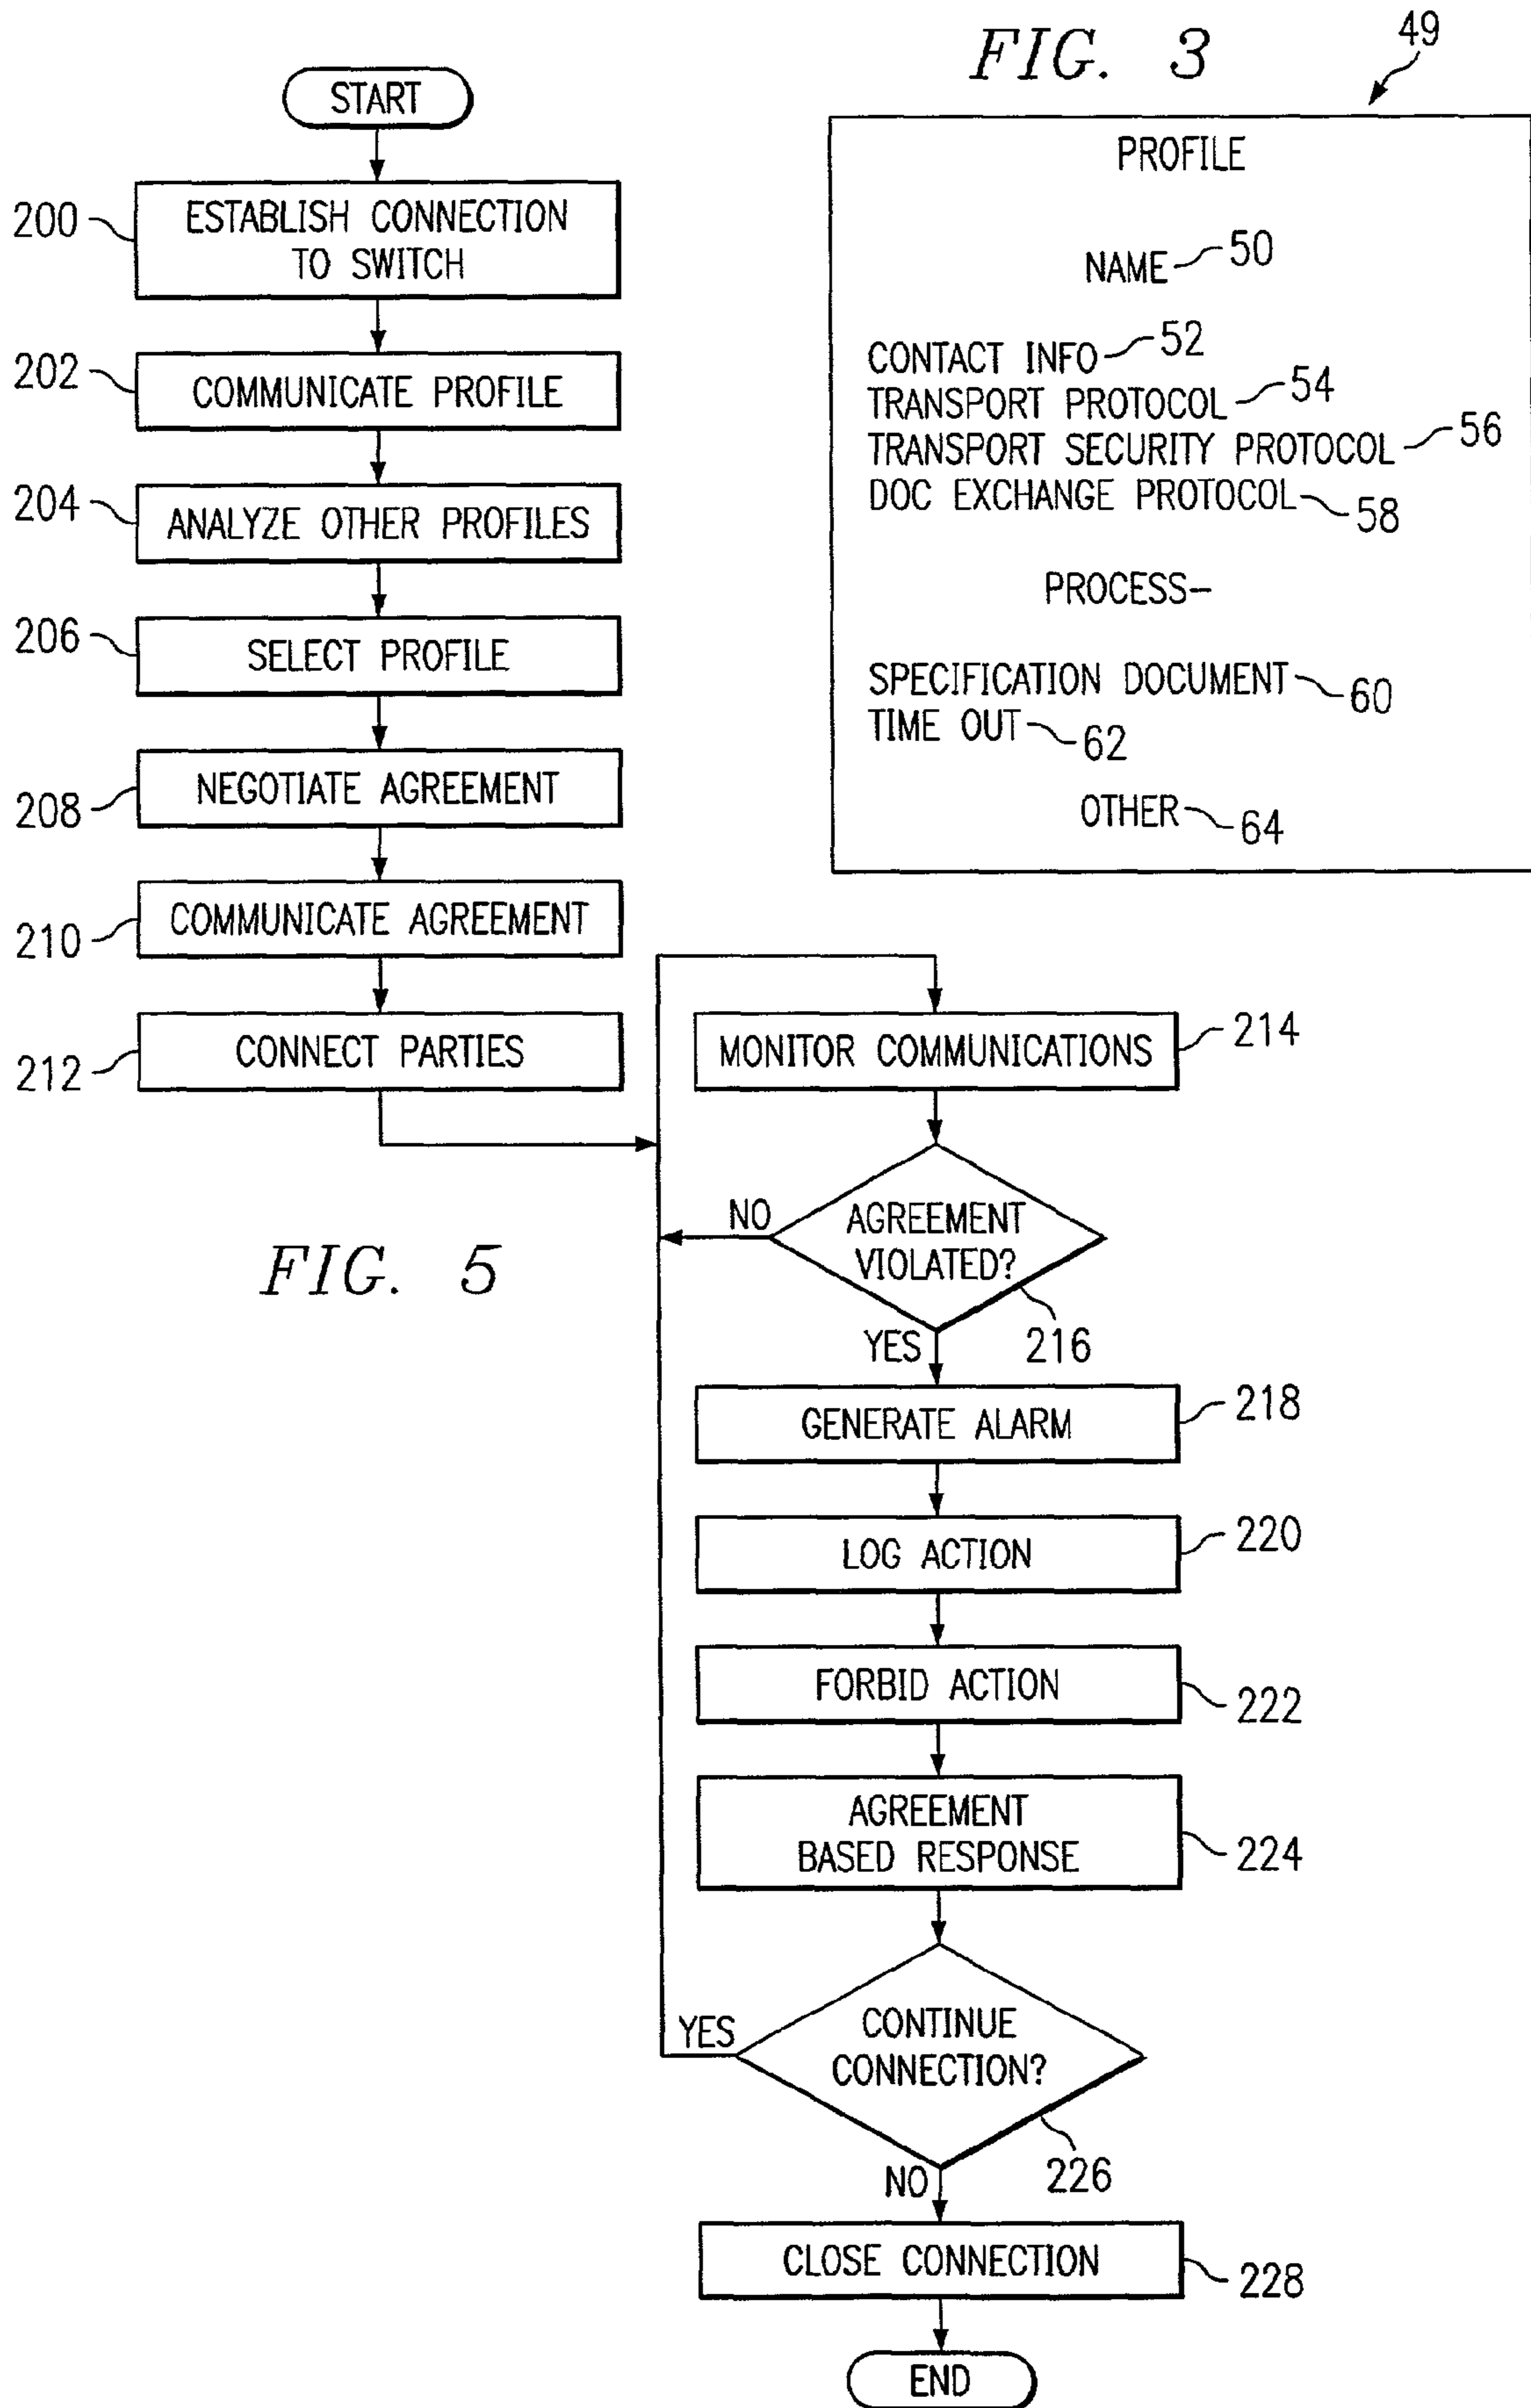 FIG. 3
49
PROFILE
NAME 50
CONTACT INFO 52
TRANSPORT PROTOCOL 54
TRANSPORT SECURITY PROTOCOL 56
DOC EXCHANGE PROTOCOL 58
PROCESS-
SPECIFICATION DOCUMENT 60
TIME OUT 62
OTHER 64
START
200
ESTABLISH CONNECTION
TO SWITCH
202
COMMUNICATE PROFILE
204
ANALYZE OTHER PROFILES
206
SELECT PROFILE
208
NEGOTIATE AGREEMENT
210
COMMUNICATE AGREEMENT
212
CONNECT PARTIES
MONITOR COMMUNICATIONS
214
NO
AGREEMENT
VIOLATED?
216
YES
FIG. 5
GENERATE ALARM
218
LOG ACTION
220
FORBID ACTION
222
AGREEMENT
BASED RESPONSE
224
YES
CONTINUE
CONNECTION?
226
NO
CLOSE CONNECTION
228
END